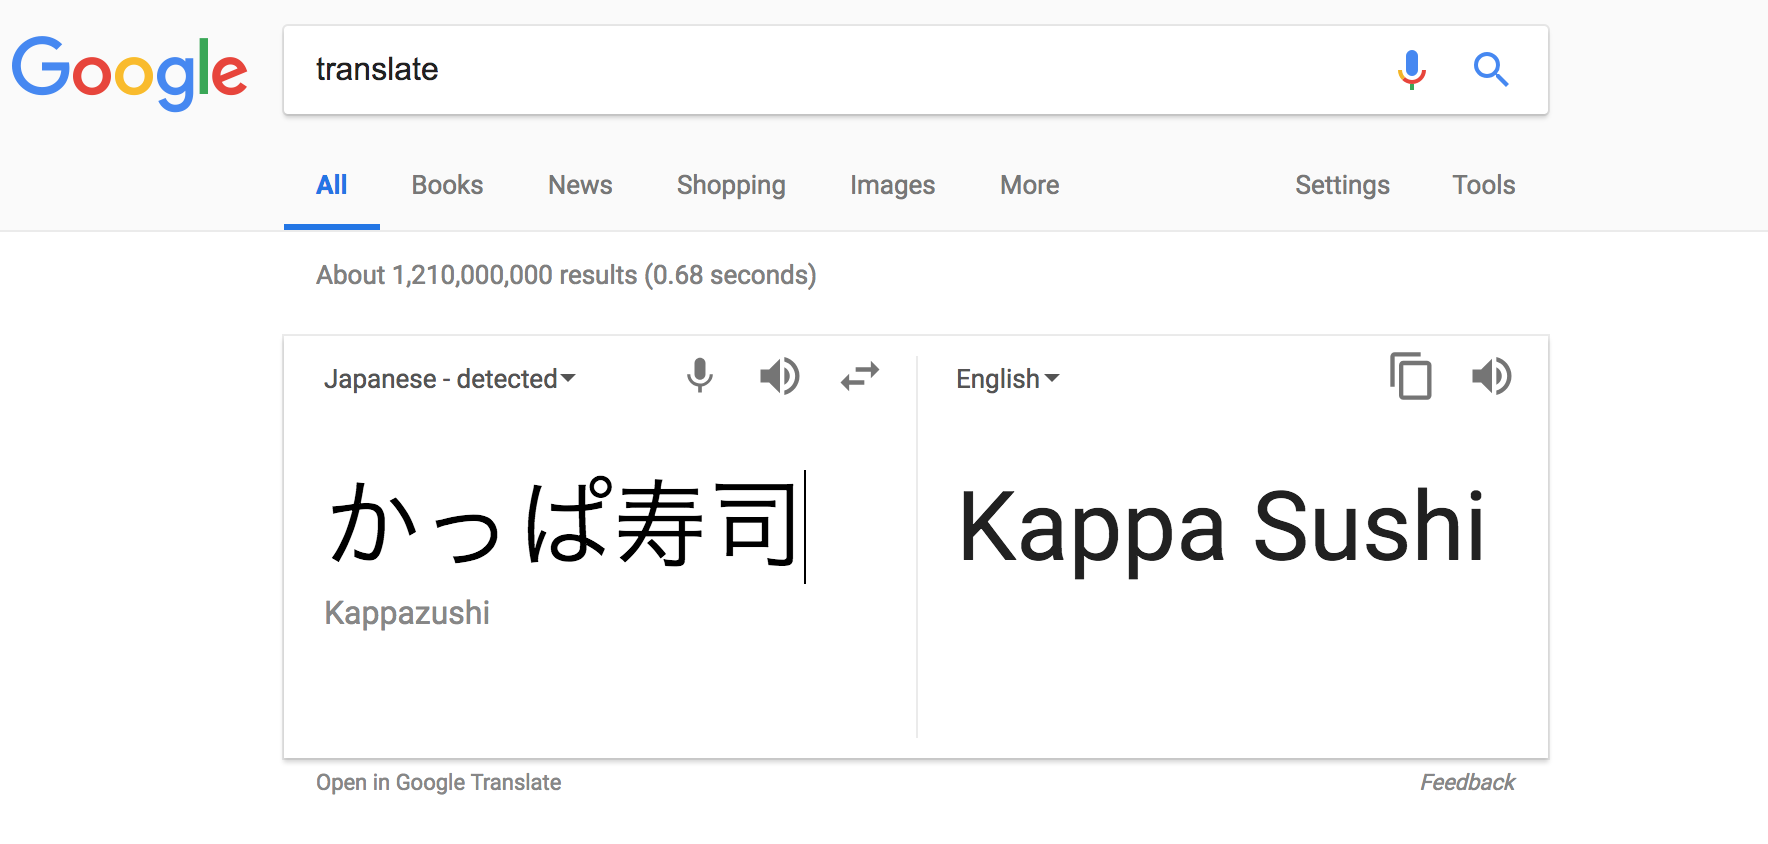 Google
translate
All Books News Shopping Images More Settings Tools
About 1,210,000,000 results (0.68 seconds)
Japanese - detected English
かっぱ寿司 Kappa Sushi
Kappazushi
Open in Google Translate Feedback